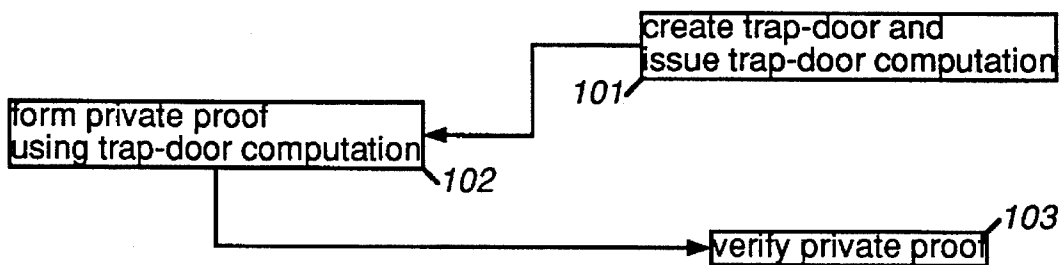 create trap-door and
issue trap-door computation
101
form private proof
using trap-door computation
102
103
verify private proof